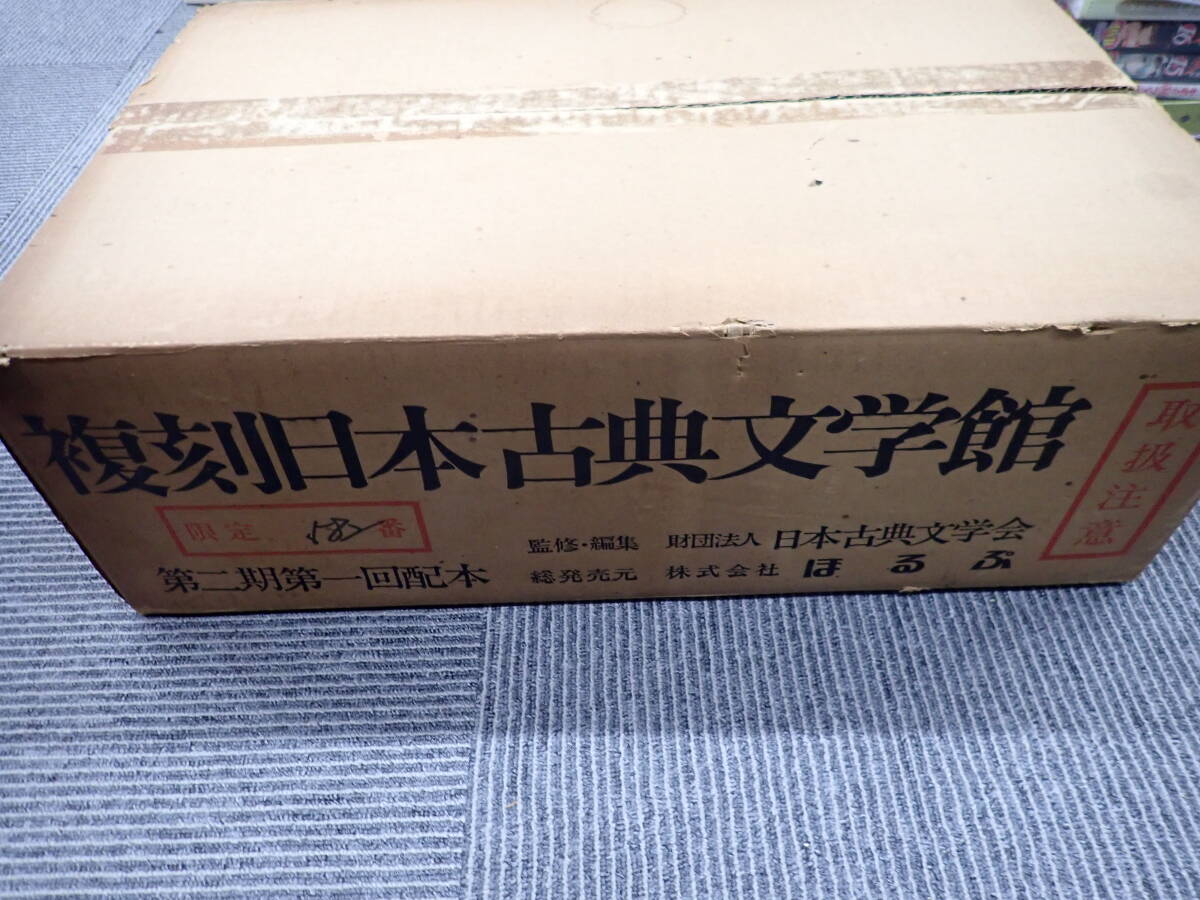 複刻日本古典文学館
取扱注意
限定 番
監修・編集 財団法人 日本古典文学会
第二期第一回配本
総発売元 株式会社 ほるぷ
16
15